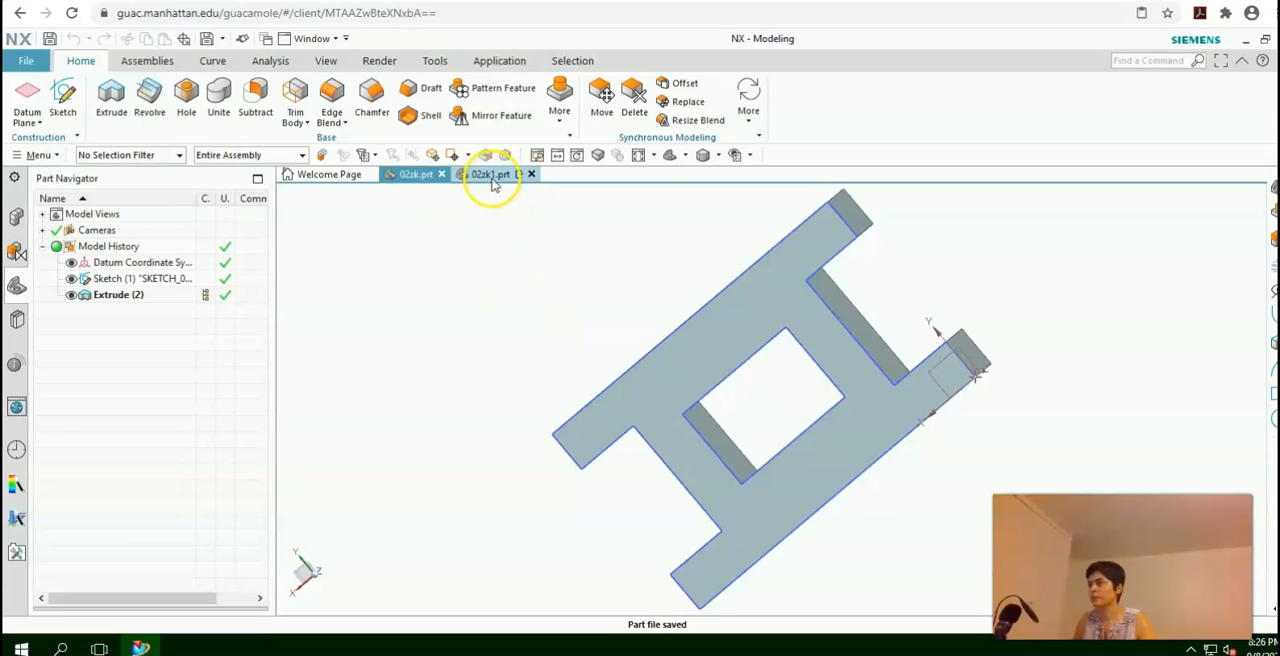 guac.manhattan.edu/guacamole/#/client/MTAAZwBteXNxbA==
NX Window NX - Modeling SIEMENS
File Home Assemblies Curve Analysis View Render Tools Application Selection Find a Command
Datum Plane Sketch Extrude Revolve Hole Unite Subtract Trim Body Edge Blend Chamfer Draft Shell Pattern Feature Mirror Feature More Move Delete Offset Replace Resize Blend More
Construction Base Synchronous Modeling
Menu No Selection Filter Entire Assembly
Welcome Page 02zk.prt 02zk1.prt
Part Navigator
Name C. U. Comn
Model Views
Cameras
Model History
Datum Coordinate Sy...
Sketch (1) "SKETCH_0...
Extrude (2)
Y
Y
Z
X
Part file saved
8:26 PM